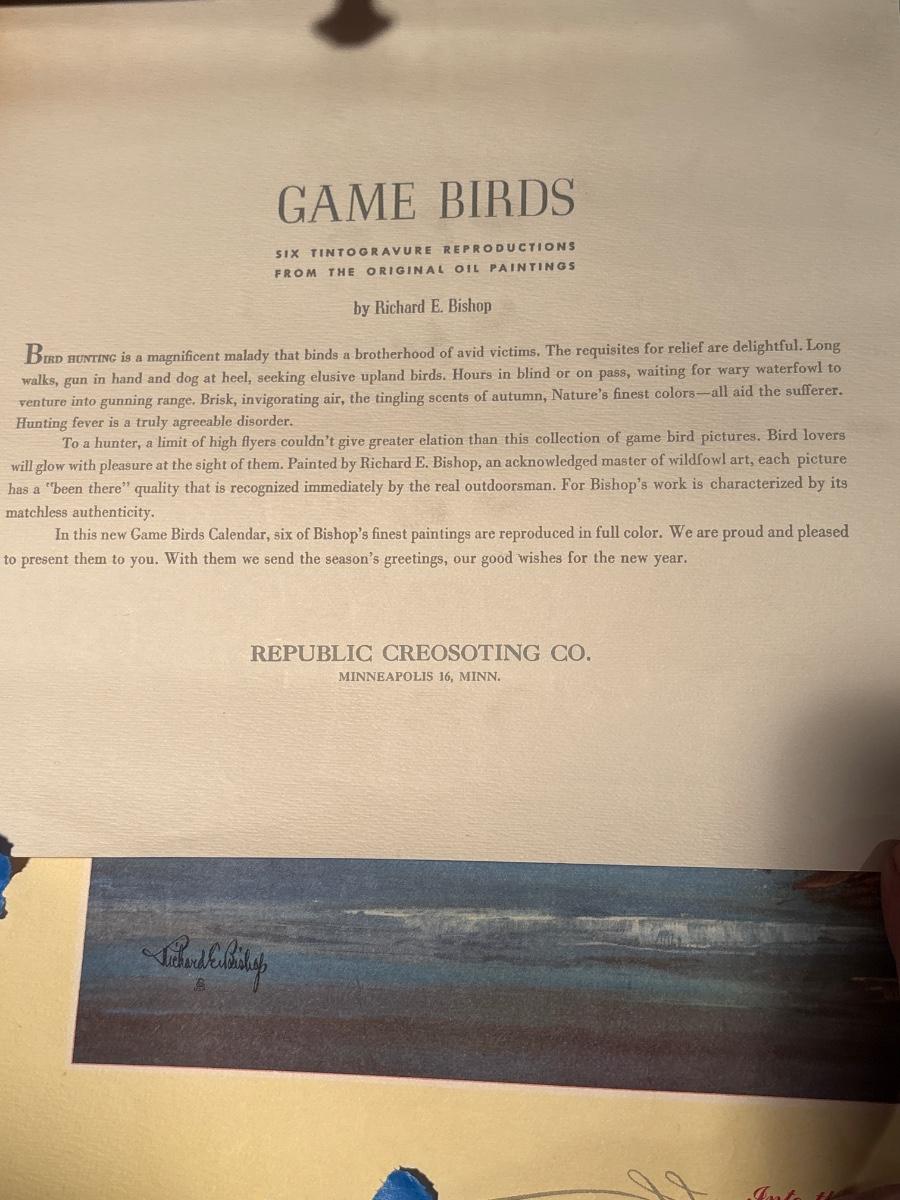 GAME BIRDS
SIX TINTOGRAVURE REPRODUCTIONS
FROM THE ORIGINAL OIL PAINTINGS
by Richard E. Bishop
BIRD HUNTING is a magnificent malady that binds a brotherhood of avid victims. The requisites for relief are delightful. Long
walks, gun in hand and dog at heel, seeking elusive upland birds. Hours in blind or on pass, waiting for wary waterfowl to
venture into gunning range. Brisk, invigorating air, the tingling scents of autumn, Nature's finest colors—all aid the sufferer.
Hunting fever is a truly agreeable disorder.
To a hunter, a limit of high flyers couldn't give greater elation than this collection of game bird pictures. Bird lovers
will glow with pleasure at the sight of them. Painted by Richard E. Bishop, an acknowledged master of wildfowl art, each picture
has a "been there" quality that is recognized immediately by the real outdoorsman. For Bishop's work is characterized by its
matchless authenticity.
In this new Game Birds Calendar, six of Bishop's finest paintings are reproduced in full color. We are proud and pleased
to present them to you. With them we send the season's greetings, our good wishes for the new year.
REPUBLIC CREOSOTING CO.
MINNEAPOLIS 16, MINN.
Richard E. Bishop
Into